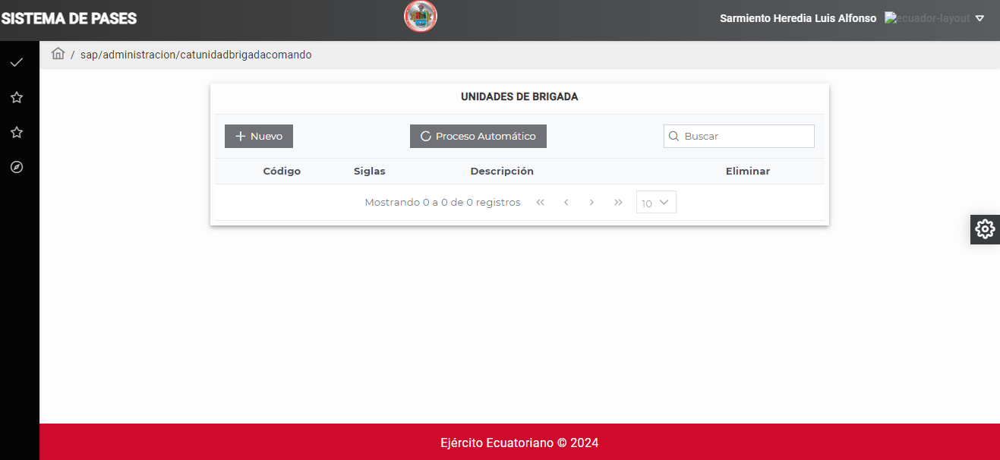 SISTEMA DE PASES
Sarmiento Heredia Luis Alfonso ecuador-layout
/ sap/administracion/catunidadbrigadacomando
UNIDADES DE BRIGADA
Nuevo Proceso Automático Buscar
Código Siglas Descripción Eliminar
Mostrando 0 a 0 de 0 registros 10
Ejército Ecuatoriano © 2024